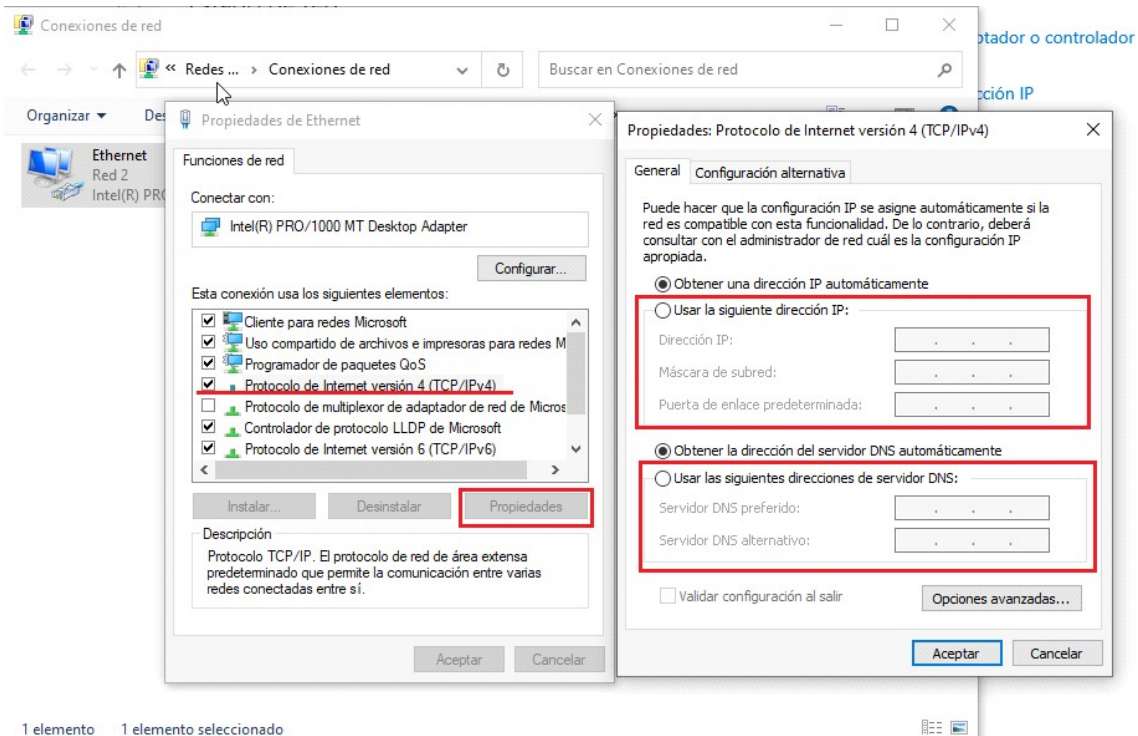 Conexiones de red
Redes ... > Conexiones de red
Buscar en Conexiones de red
ptador o controlador
cción IP
Organizar
Des
Ethernet
Red 2
Intel(R) PRO
Propiedades de Ethernet
Funciones de red
Conectar con:
Intel(R) PRO/1000 MT Desktop Adapter
Configurar...
Esta conexión usa los siguientes elementos:
Cliente para redes Microsoft
Uso compartido de archivos e impresoras para redes M
Programador de paquetes QoS
Protocolo de Internet versión 4 (TCP/IPv4)
Protocolo de multiplexor de adaptador de red de Micros
Controlador de protocolo LLDP de Microsoft
Protocolo de Internet versión 6 (TCP/IPv6)
Instalar...
Desinstalar
Propiedades
Descripción
Protocolo TCP/IP. El protocolo de red de área extensa
predeterminado que permite la comunicación entre varias
redes conectadas entre sí.
Aceptar
Cancelar
Propiedades: Protocolo de Internet versión 4 (TCP/IPv4)
General
Configuración alternativa
Puede hacer que la configuración IP se asigne automáticamente si la
red es compatible con esta funcionalidad. De lo contrario, deberá
consultar con el administrador de red cuál es la configuración IP
apropiada.
Obtener una dirección IP automáticamente
Usar la siguiente dirección IP:
Dirección IP:
Máscara de subred:
Puerta de enlace predeterminada:
Obtener la dirección del servidor DNS automáticamente
Usar las siguientes direcciones de servidor DNS:
Servidor DNS preferido:
Servidor DNS alternativo:
Validar configuración al salir
Opciones avanzadas...
Aceptar
Cancelar
1 elemento
1 elemento seleccionado